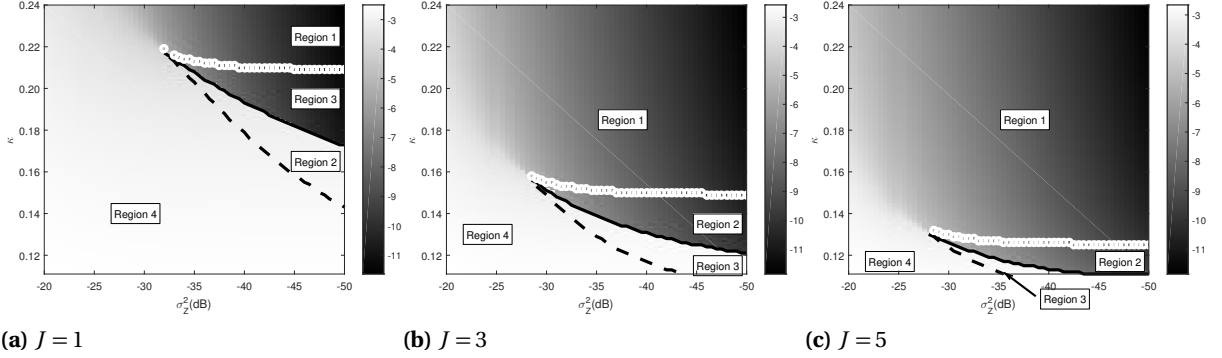 0.24
0.22
0.20
0.18
0.16
0.14
0.12
κ
-20 -25 -30 -35 -40 -45 -50
σ²_Z(dB)
Region 1
Region 3
Region 2
Region 4
-3
-4
-5
-6
-7
-8
-9
-10
-11
(a) J = 1
0.24
0.22
0.20
0.18
0.16
0.14
0.12
κ
-20 -25 -30 -35 -40 -45 -50
σ²_Z(dB)
Region 1
Region 2
Region 4
Region 3
-3
-4
-5
-6
-7
-8
-9
-10
-11
(b) J = 3
0.24
0.22
0.20
0.18
0.16
0.14
0.12
κ
-20 -25 -30 -35 -40 -45 -50
σ²_Z(dB)
Region 1
Region 4
Region 2
Region 3
-3
-4
-5
-6
-7
-8
-9
-10
-11
(c) J = 5